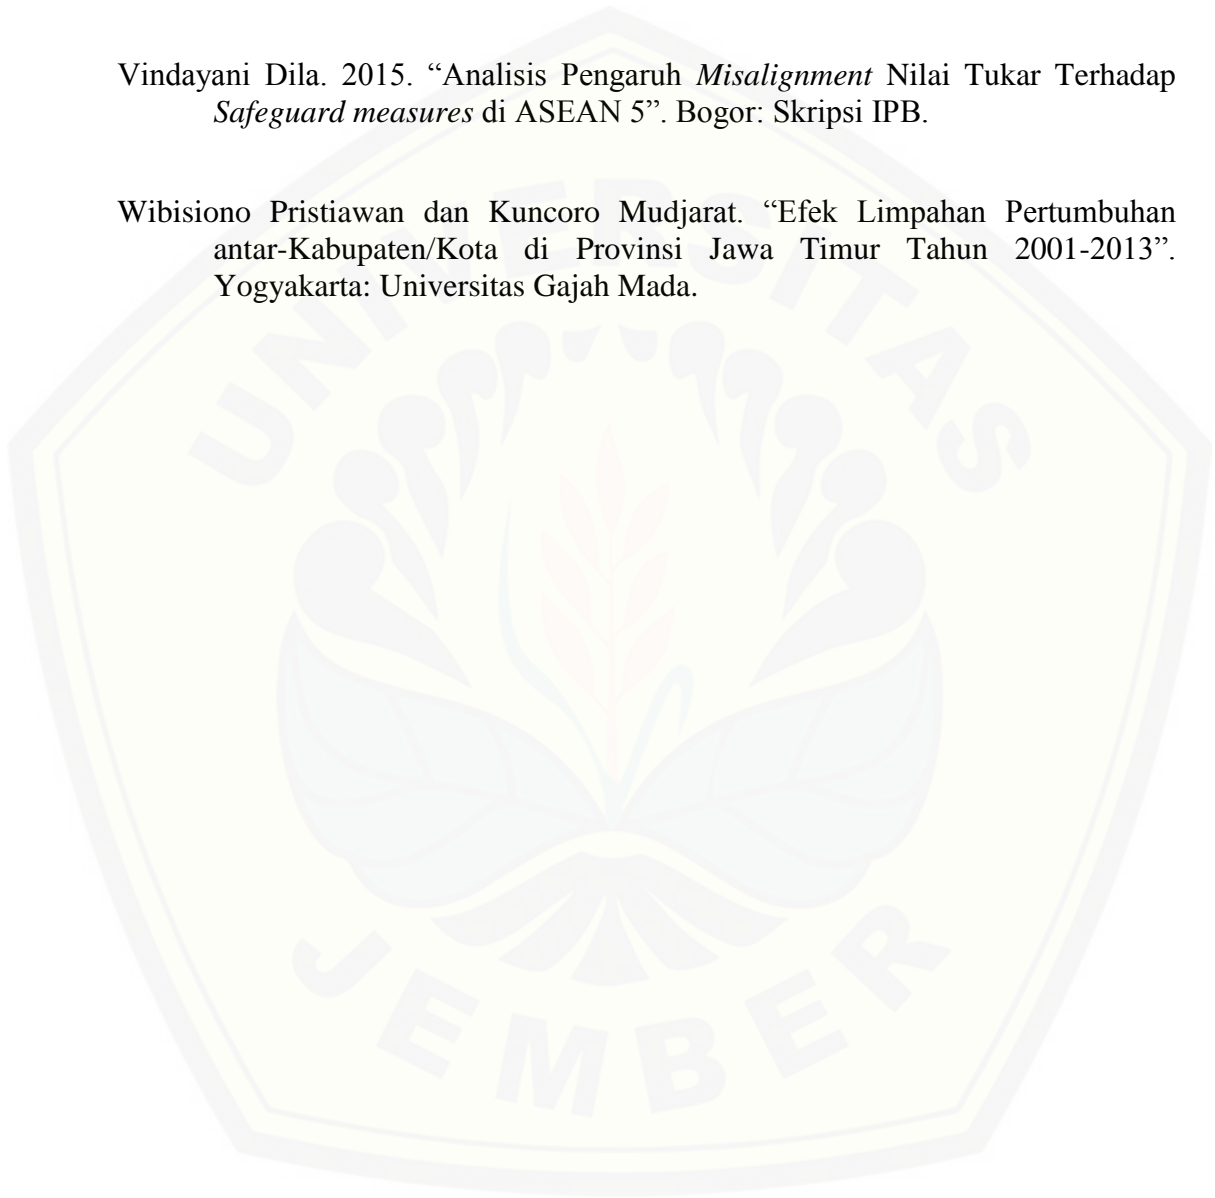 Vindayani Dila. 2015. “Analisis Pengaruh Misalignment Nilai Tukar Terhadap
Safeguard measures di ASEAN 5”. Bogor: Skripsi IPB.
Wibisiono Pristiawan dan Kuncoro Mudjarat. “Efek Limpahan Pertumbuhan
antar-Kabupaten/Kota di Provinsi Jawa Timur Tahun 2001-2013”.
Yogyakarta: Universitas Gajah Mada.
UNIVERSITAS
JEMBER